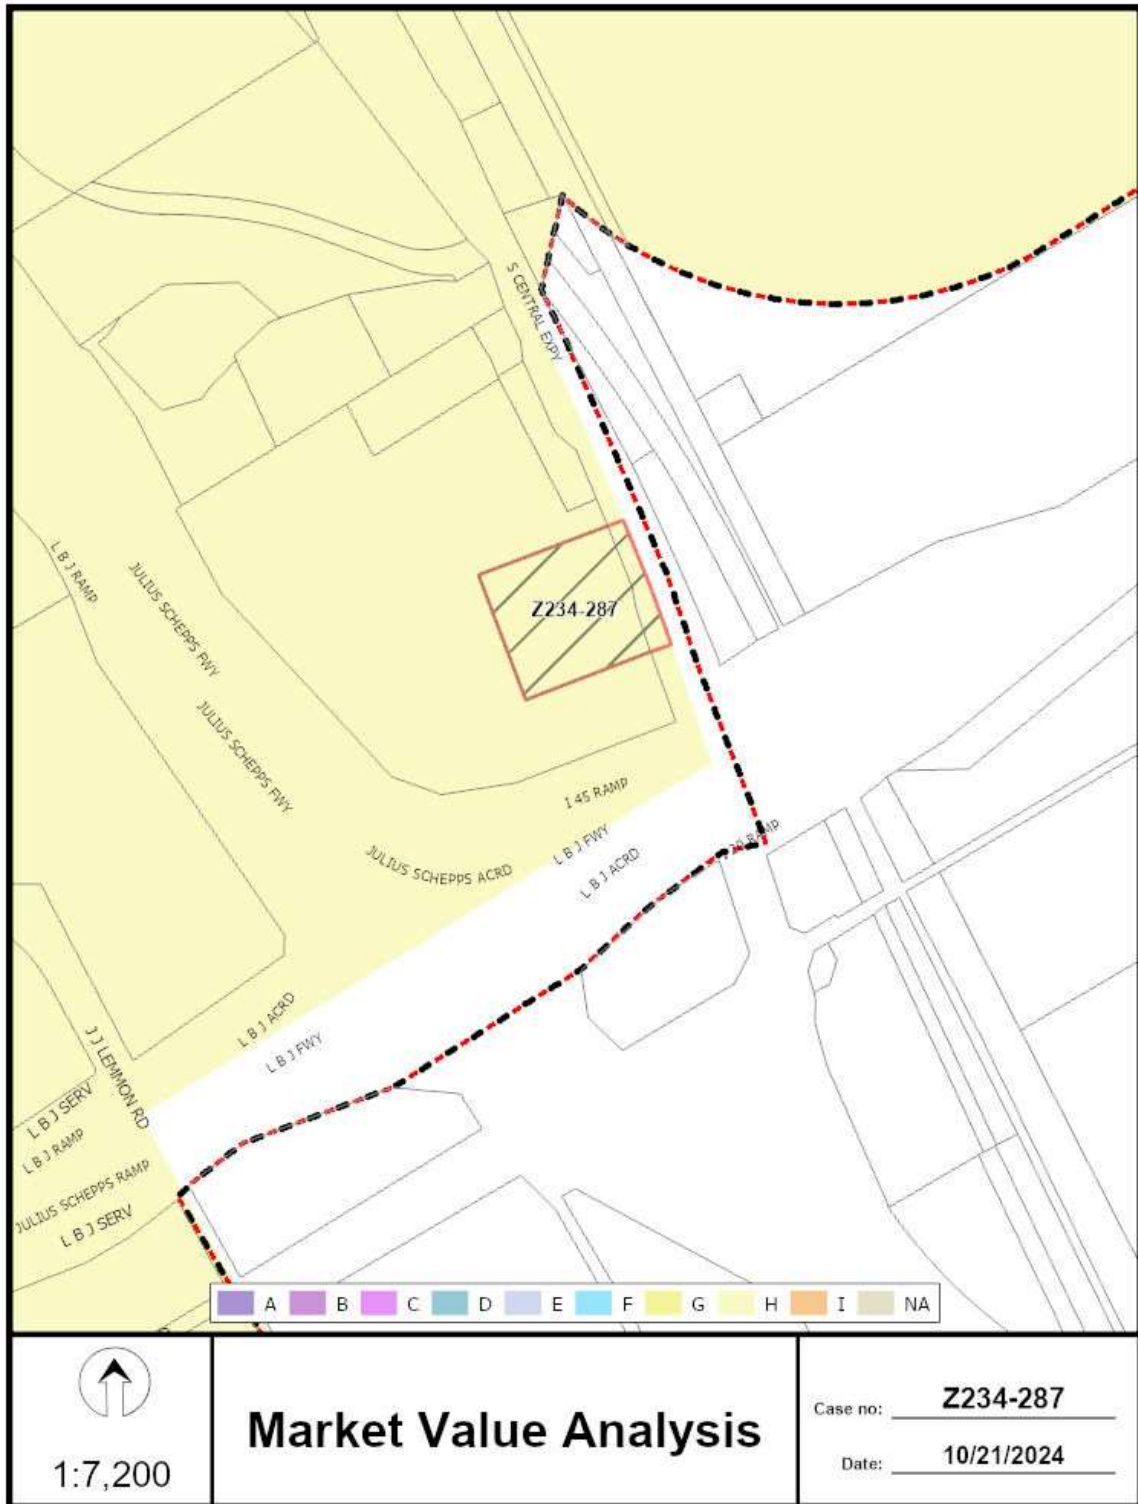 S CENTRAL EXPY
L B J RAMP
JULIUS SCHEPPS FWY
Z234-287
JULIUS SCHEPPS FWY
I 45 RAMP
L B J FWY
JULIUS SCHEPPS ACRD
L B J ACRD
RAMP
L B J ACRD
L B J FWY
J J LEMMON RD
L B J SERV
L B J RAMP
JULIUS SCHEPPS RAMP
L B J SERV
A B C D E F G H I NA
1:7,200
Market Value Analysis
Case no: Z234-287
Date: 10/21/2024